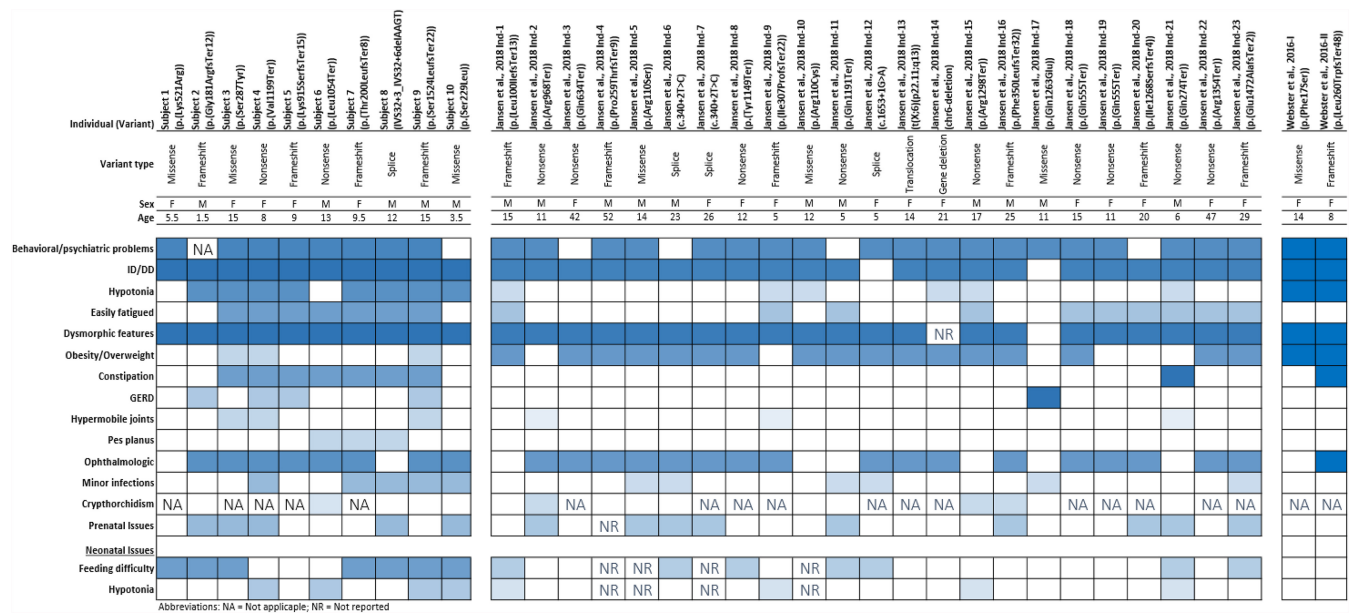 Individual (Variant)
Subject 1 (p.(Lys521Arg))
Subject 2 (p.(Gly181ArgfsTer12))
Subject 3 (p.(Ser287Tyr))
Subject 4 (p.(Val1199Ter))
Subject 5 (p.(Lys915SerfsTer15))
Subject 6 (p.(Leu1054Ter))
Subject 7 (p.(Thr200LeufsTer8))
Subject 8 (IVS32+3_IVS32+6delAAGT)
Subject 9 (p.(Ser1524LeufsTer22))
Subject 10 (p.(Ser229Leu))
Jansen et al., 2018 Ind-1 (p.(Leu100IlefsTer13))
Jansen et al., 2018 Ind-2 (p.(Arg968Ter))
Jansen et al., 2018 Ind-3 (p.(Gln634Ter))
Jansen et al., 2018 Ind-4 (p.(Pro259ThrfsTer9))
Jansen et al., 2018 Ind-5 (p.(Arg110Ser))
Jansen et al., 2018 Ind-6 (c.340+2T>C)
Jansen et al., 2018 Ind-7 (c.340+2T>C)
Jansen et al., 2018 Ind-8 (p.(Tyr1149Ter))
Jansen et al., 2018 Ind-9 (p.(Ile307ProfsTer22))
Jansen et al., 2018 Ind-10 (p.(Arg110Cys))
Jansen et al., 2018 Ind-11 (p.(Gln1191Ter))
Jansen et al., 2018 Ind-12 (c.1653+1G>A)
Jansen et al., 2018 Ind-13 (t(X;6)(p22.11;q13))
Jansen et al., 2018 Ind-14 (chr6-deletion)
Jansen et al., 2018 Ind-15 (p.(Arg1298Ter))
Jansen et al., 2018 Ind-16 (p.(Phe350LeufsTer32))
Jansen et al., 2018 Ind-17 (p.(Gln1263Glu))
Jansen et al., 2018 Ind-18 (p.(Gln555Ter))
Jansen et al., 2018 Ind-19 (p.(Gln555Ter))
Jansen et al., 2018 Ind-20 (p.(Ile1268SerfsTer4))
Jansen et al., 2018 Ind-21 (p.(Gln274Ter))
Jansen et al., 2018 Ind-22 (p.(Arg1354Ter))
Jansen et al., 2018 Ind-23 (p.(Glu1472AlafsTer2))
Webster et al., 2016-I (p.(Phe175Ser))
Webster et al., 2016-II (p.(Leu260TrpfsTer48))
Variant type Missense Frameshift Missense Nonsense Frameshift Nonsense Frameshift Splice Frameshift Missense Frameshift Nonsense Nonsense Frameshift Missense Splice Splice Nonsense Frameshift Missense Nonsense Splice Translocation Gene deletion Nonsense Frameshift Missense Nonsense Nonsense Frameshift Nonsense Nonsense Frameshift Missense Frameshift
Sex F M F F F M F M M M M M F M M M F F F M M F F F M M M F F F M F F F F
Age 5.5 1.5 15 8 9 13 9.5 12 15 3.5 15 11 42 52 14 23 26 12 5 12 5 5 14 21 17 25 11 15 11 20 6 47 29 14 8
Behavioral/psychiatric problems NA
ID/DD
Hypotonia
Easily fatigued
Dysmorphic features NR
Obesity/Overweight
Constipation
GERD
Hypermobile joints
Pes planus
Ophthalmologic
Minor infections
Crypthorchidism NA NA NA NA NA NA NA NA NA NA NA NA NA NA NA NA NA NA
Prenatal Issues NR
Neonatal Issues
Feeding difficulty NR NR NR NR
Hypotonia NR NR NR NR
Abbreviations: NA = Not applicaple; NR = Not reported